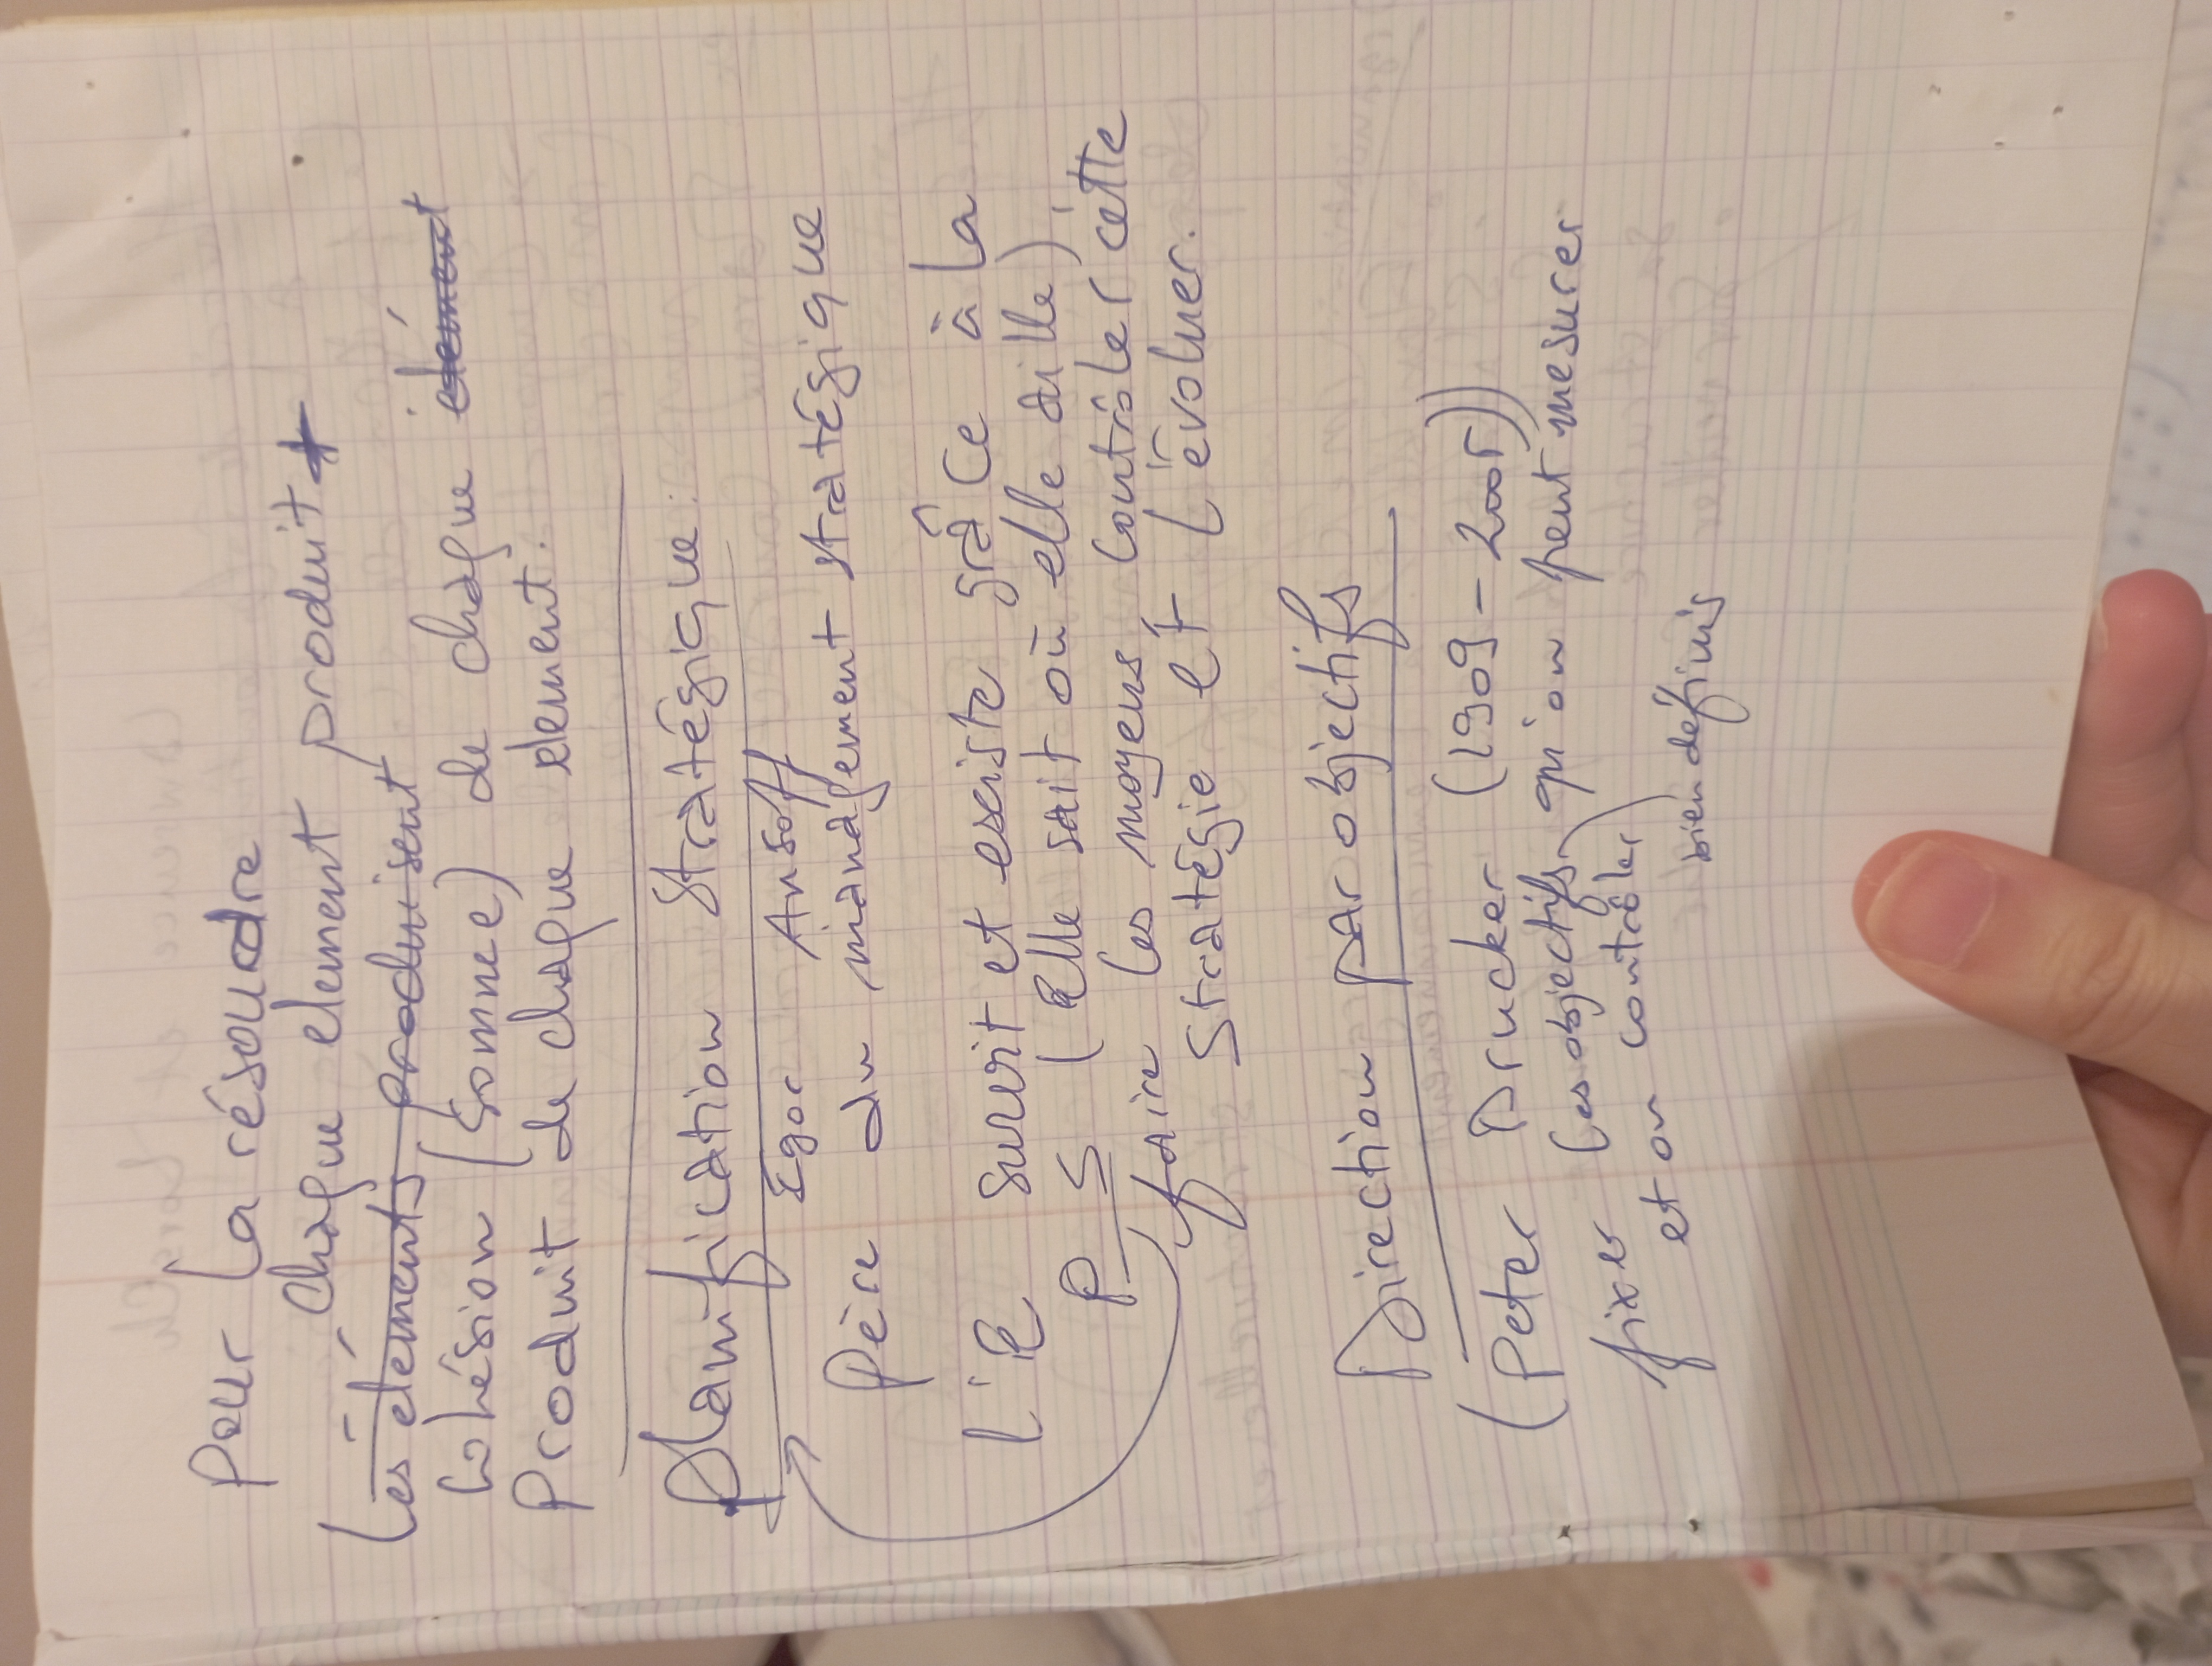 Pour la résoudre
chaque element produit
Les éléments produisent
Cohésion (somme) de chaque élément
Produit de chaque element.
Planification Stratégique:
Igor Ansoff
Père du management stratégique
l'E survit et existe grâce à la
P S (Elle sait où elle aille),
faire les moyens, contrôler cette
stratégie et l'évoluer.
Direction par objectifs
(Peter Drucker (1909-2005))
fixer les objectifs qu'on peut mesurer
et on contrôler
bien définis